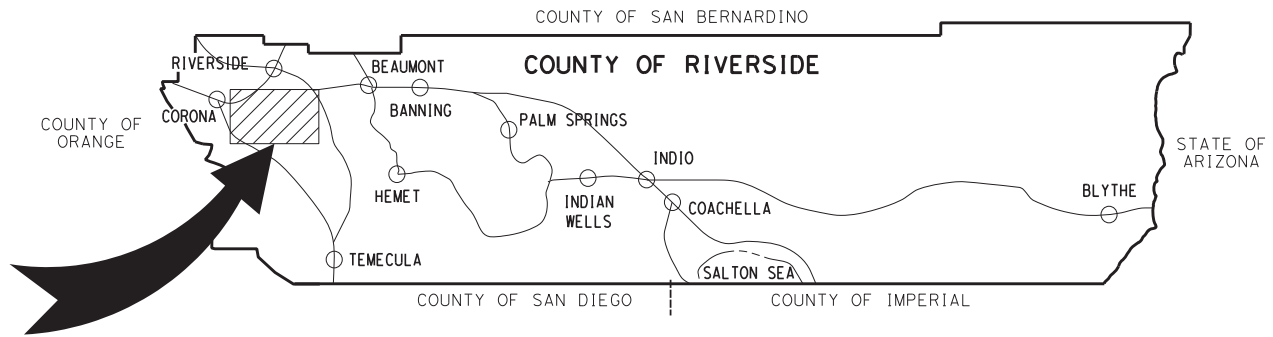 COUNTY OF SAN BERNARDINO
COUNTY OF RIVERSIDE
RIVERSIDE
BEAUMONT
BANNING
CORONA
COUNTY OF
ORANGE
PALM SPRINGS
STATE OF
ARIZONA
INDIO
HEMET
INDIAN
WELLS
COACHELLA
BLYTHE
TEMECULA
SALTON SEA
COUNTY OF SAN DIEGO
COUNTY OF IMPERIAL